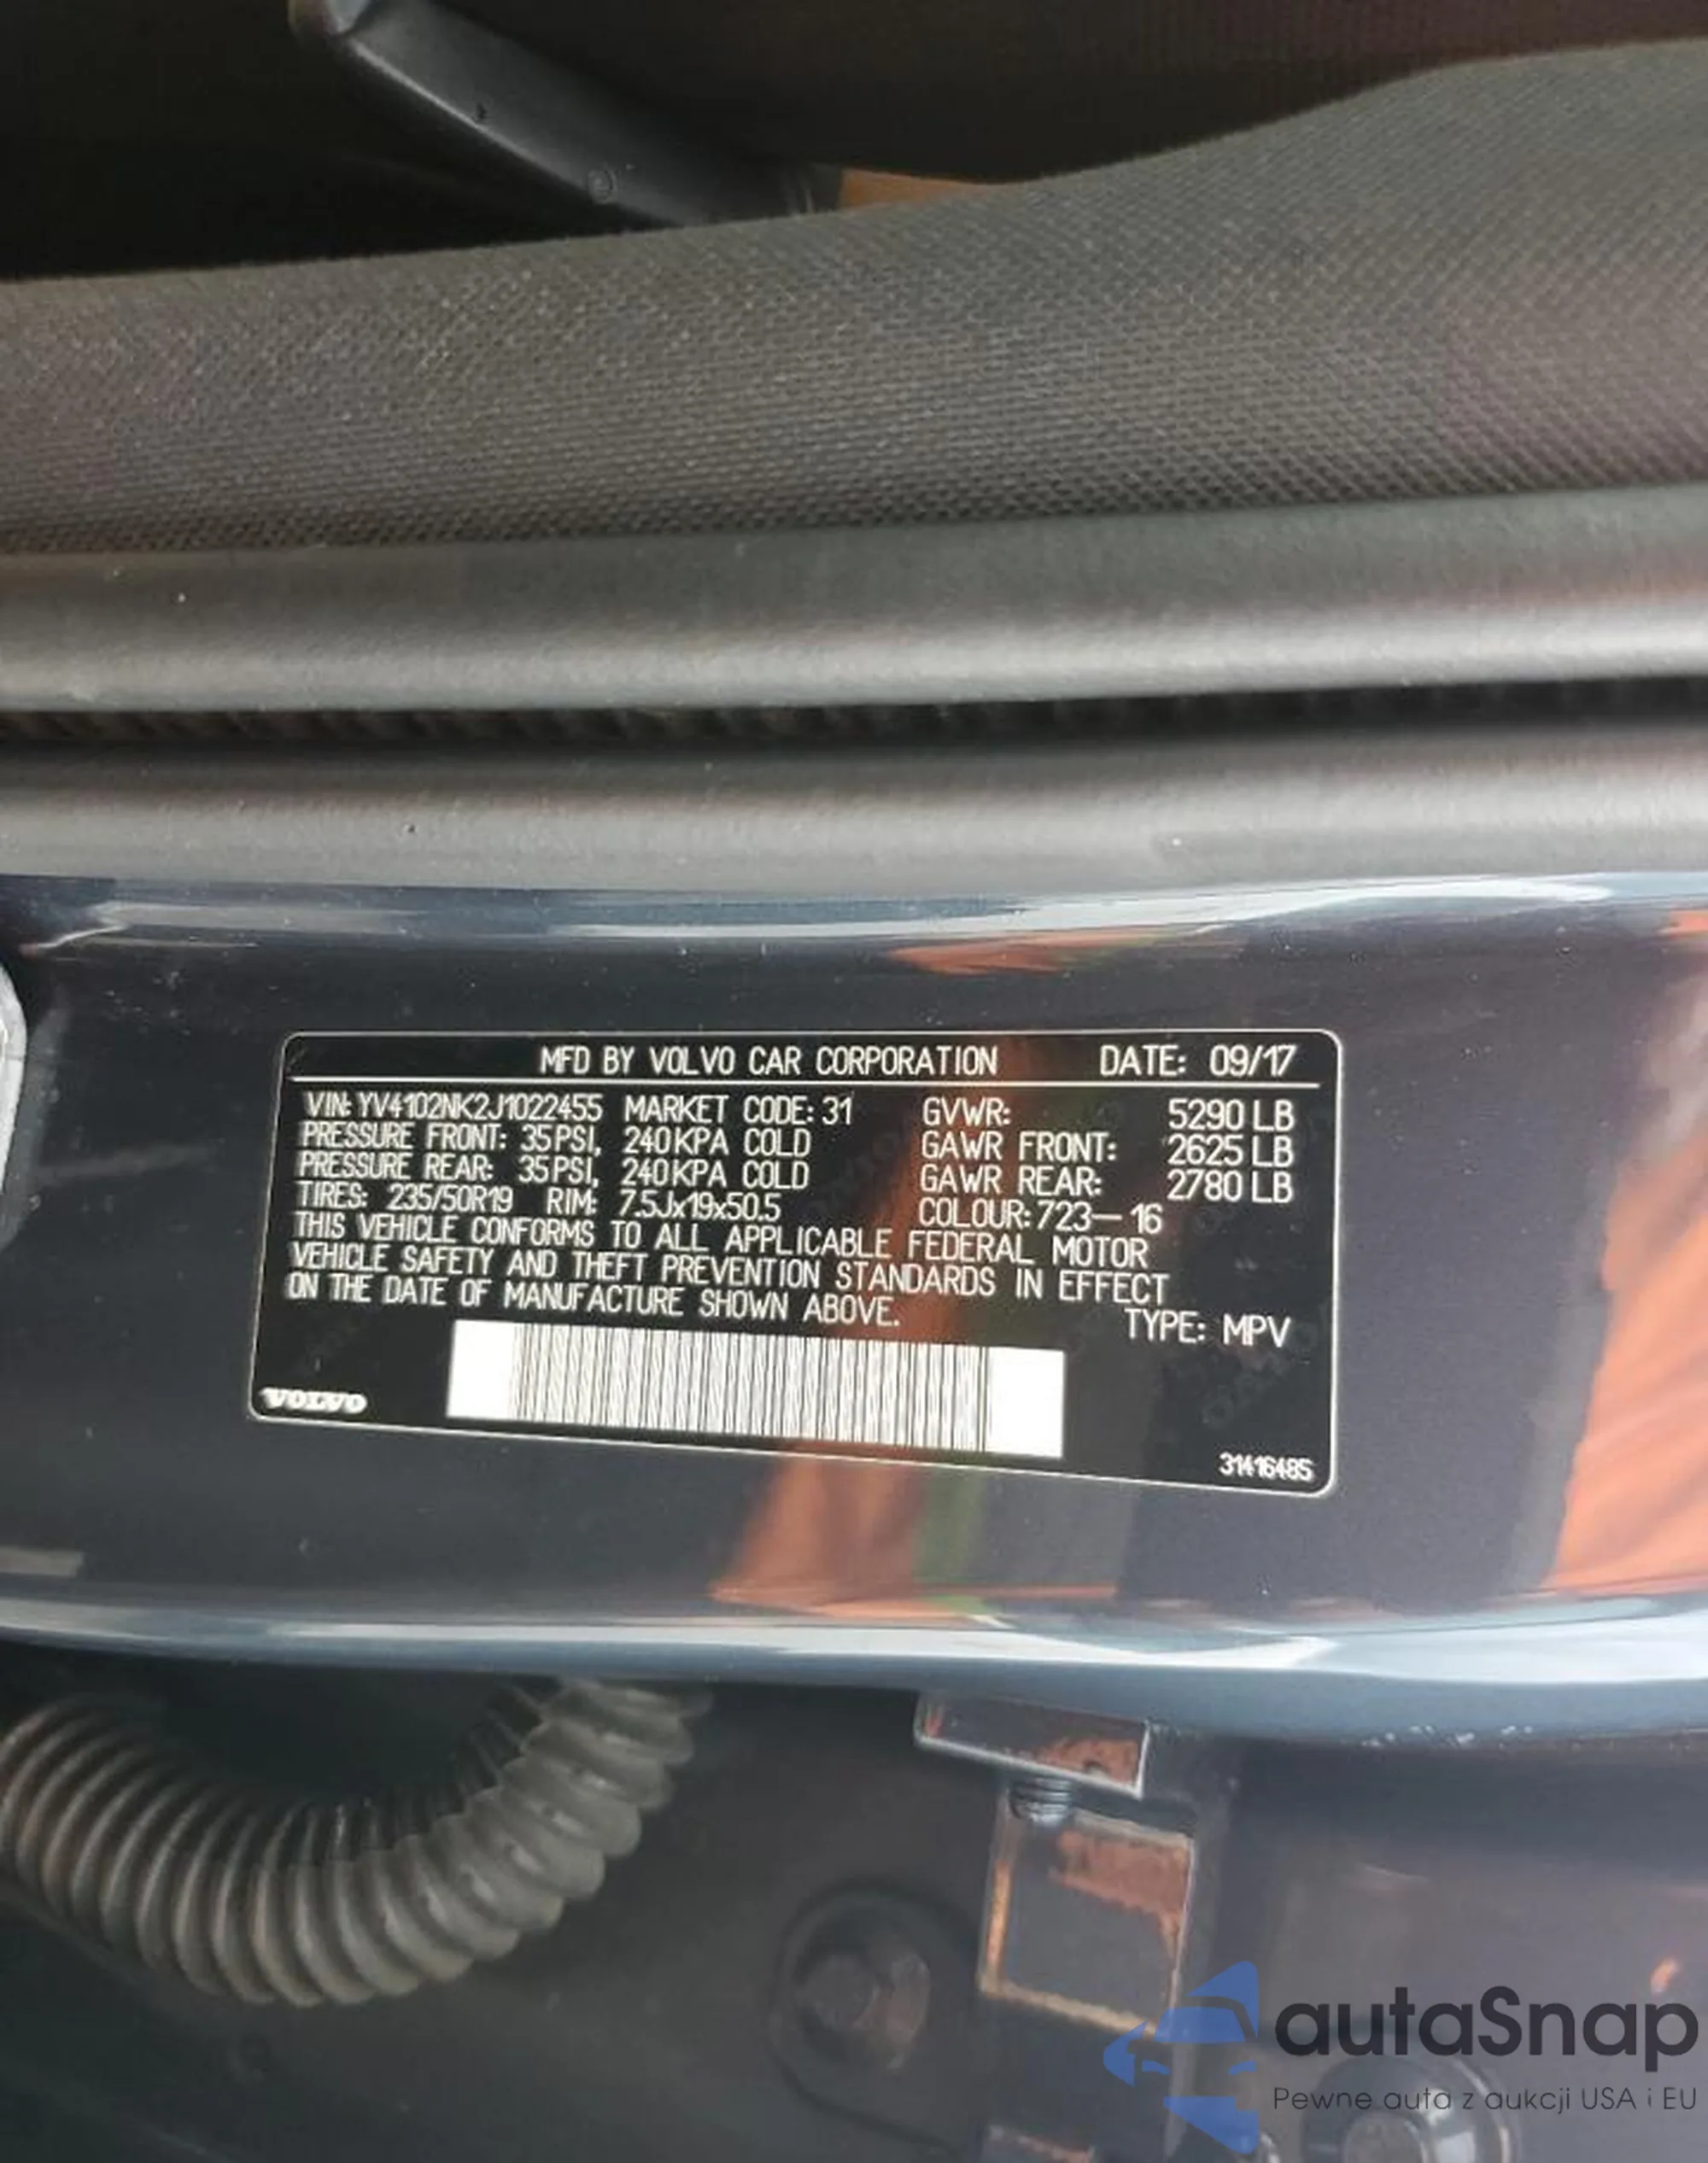 MFD BY VOLVO CAR CORPORATION DATE: 09/17
VIN: YV4102NK2J1022455 MARKET CODE: 31 GVWR: 5290 LB
PRESSURE FRONT: 35 PSI, 240 KPA COLD GAWR FRONT: 2625 LB
PRESSURE REAR: 35 PSI, 240 KPA COLD GAWR REAR: 2780 LB
TIRES: 235/50R19 RIM: 7.5Jx19x50.5 COLOUR: 723-16
THIS VEHICLE CONFORMS TO ALL APPLICABLE FEDERAL MOTOR
VEHICLE SAFETY AND THEFT PREVENTION STANDARDS IN EFFECT
ON THE DATE OF MANUFACTURE SHOWN ABOVE.
TYPE: MPV
VOLVO
31416485
autaSnap
Pewne auta z aukcji USA i EU